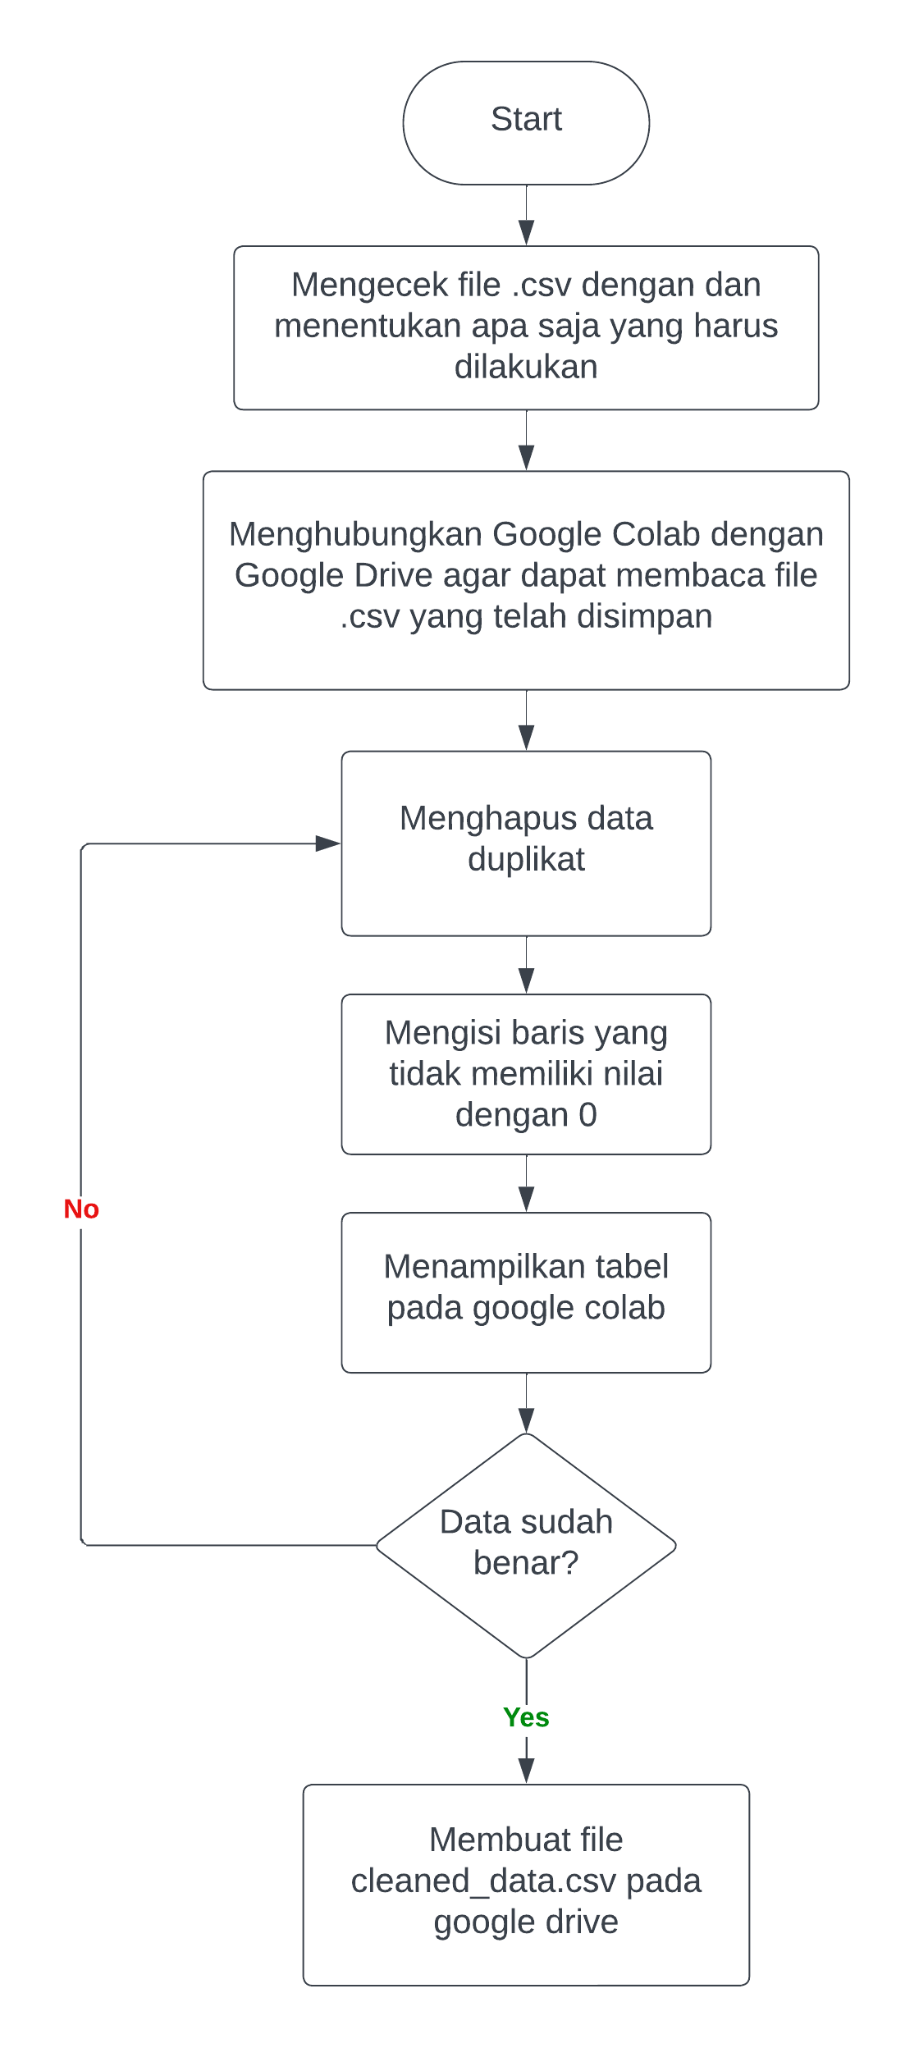 Start
Mengecek file .csv dengan dan
menentukan apa saja yang harus
dilakukan
Menghubungkan Google Colab dengan
Google Drive agar dapat membaca file
.csv yang telah disimpan
Menghapus data
duplikat
Mengisi baris yang
tidak memiliki nilai
dengan 0
No
Menampilkan tabel
pada google colab
Data sudah
benar?
Yes
Membuat file
cleaned_data.csv pada
google drive